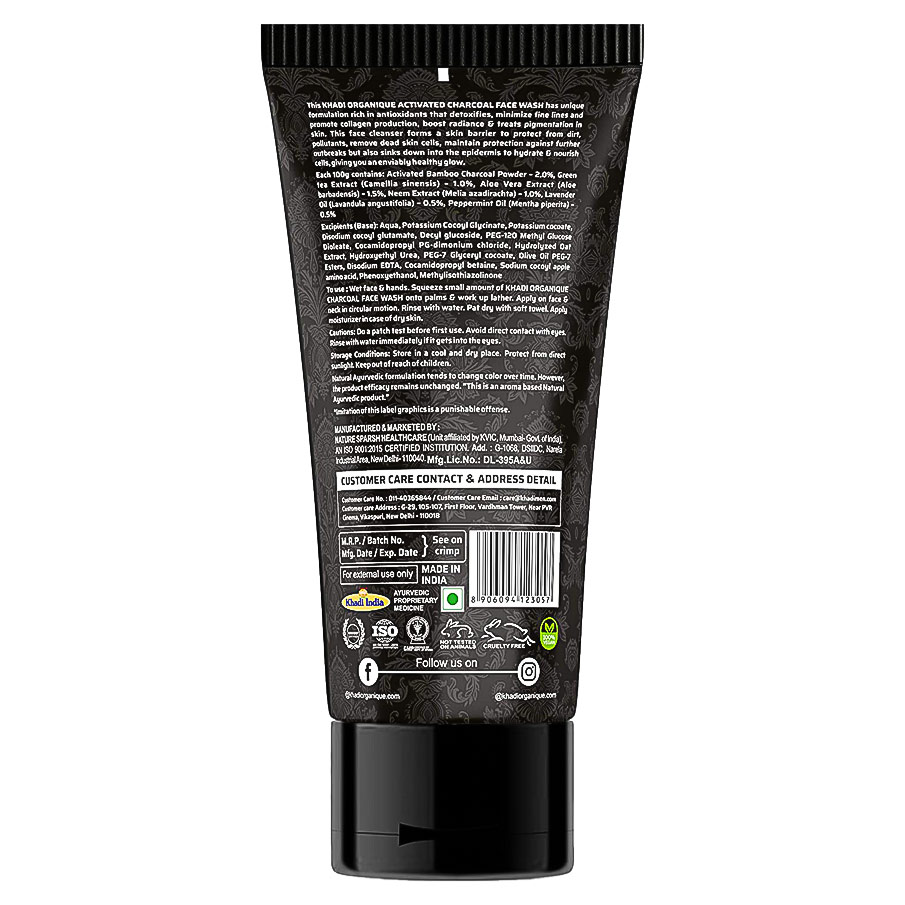 This KHADI ORGANIQUE ACTIVATED CHARCOAL FACE WASH has unique
formulation rich in antioxidants that detoxifies, minimize fine lines and
promote collagen production, boost radiance & treats pigmentation in
skin. This face cleanser forms a skin barrier to protect from dirt,
pollutants, remove dead skin cells, maintain protection against further
outbreaks but also sinks down into the epidermis to hydrate & nourish
cells, giving you an enviably healthy glow.
Each 100g contains: Activated Bamboo Charcoal Powder - 2.0%, Green
tea Extract (Camellia sinensis) - 1.0%, Aloe Vera Extract (Aloe
barbadensis) - 1.5%, Neem Extract (Melia azadirachta) - 1.0%, Lavender
Oil (Lavandula angustifolia) - 0.5%, Peppermint Oil (Mentha piperita) -
0.5%
Excipients (Base): Aqua, Potassium Cocoyl Glycinate, Potassium cocoate,
Disodium cocoyl glutamate, Decyl glucoside, PEG-120 Methyl Glucose
Dioleate, Cocamidopropyl PG-dimonium chloride, Hydrolyzed Oat
Extract, Hydroxyethyl Urea, PEG-7 Glyceryl cocoate, Olive Oil PEG-7
Esters, Disodium EDTA, Cocamidopropyl betaine, Sodium cocoyl apple
amino acid, Phenoxyethanol, Methylisothiazolinone
To use : Wet face & hands. Squeeze small amount of KHADI ORGANIQUE
CHARCOAL FACE WASH onto palms & work up lather. Apply on face &
neck in circular motion. Rinse with water. Pat dry with soft towel. Apply
moisturizer in case of dry skin.
Cautions: Do a patch test before first use. Avoid direct contact with eyes.
Rinse with water immediately if it gets into the eyes.
Storage Conditions: Store in a cool and dry place. Protect from direct
sunlight. Keep out of reach of children.
Natural Ayurvedic formulation tends to change color over time. However,
the product efficacy remains unchanged. "This is an aroma based Natural
Ayurvedic product."
*Imitation of this label graphics is a punishable offense.
MANUFACTURED & MARKETED BY :
NATURE SPARSH HEALTHCARE (Unit affiliated by KVIC, Mumbai-Govt. of India),
AN ISO 9001:2015 CERTIFIED INSTITUTION. Add. : G-1068, DSIIDC, Narela
Industrial Area, New Delhi- 110040. Mfg.Lic.No.: DL-395A&U
CUSTOMER CARE CONTACT & ADDRESS DETAIL
Customer Care No. : 011-40365844 / Customer Care Email : care@khadimen.com
Customer care Address : G-29, 105-107, First Floor, Vardhman Tower, Near PVR
Cinema, Vikaspuri, New Delhi - 110018
M.R.P. / Batch No. } See on
Mfg. Date / Exp. Date } crimp
For external use only
MADE IN
INDIA
8 906094 123057
Khadi India
AYURVEDIC
PROPRIETARY
MEDICINE
ISO
NOT TESTED
ON ANIMALS
CRUELTY FREE
100%
Follow us on
@khadiorganique.com
@khadiorganique.com